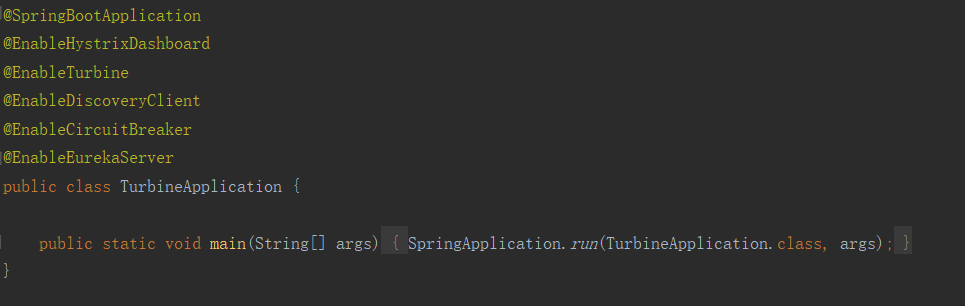 @SpringBootApplication
@EnableHystrixDashboard
@EnableTurbine
@EnableDiscoveryClient
@EnableCircuitBreaker
@EnableEurekaServer
public class TurbineApplication {
public static void main(String[] args) { SpringApplication.run(TurbineApplication.class, args); }
}